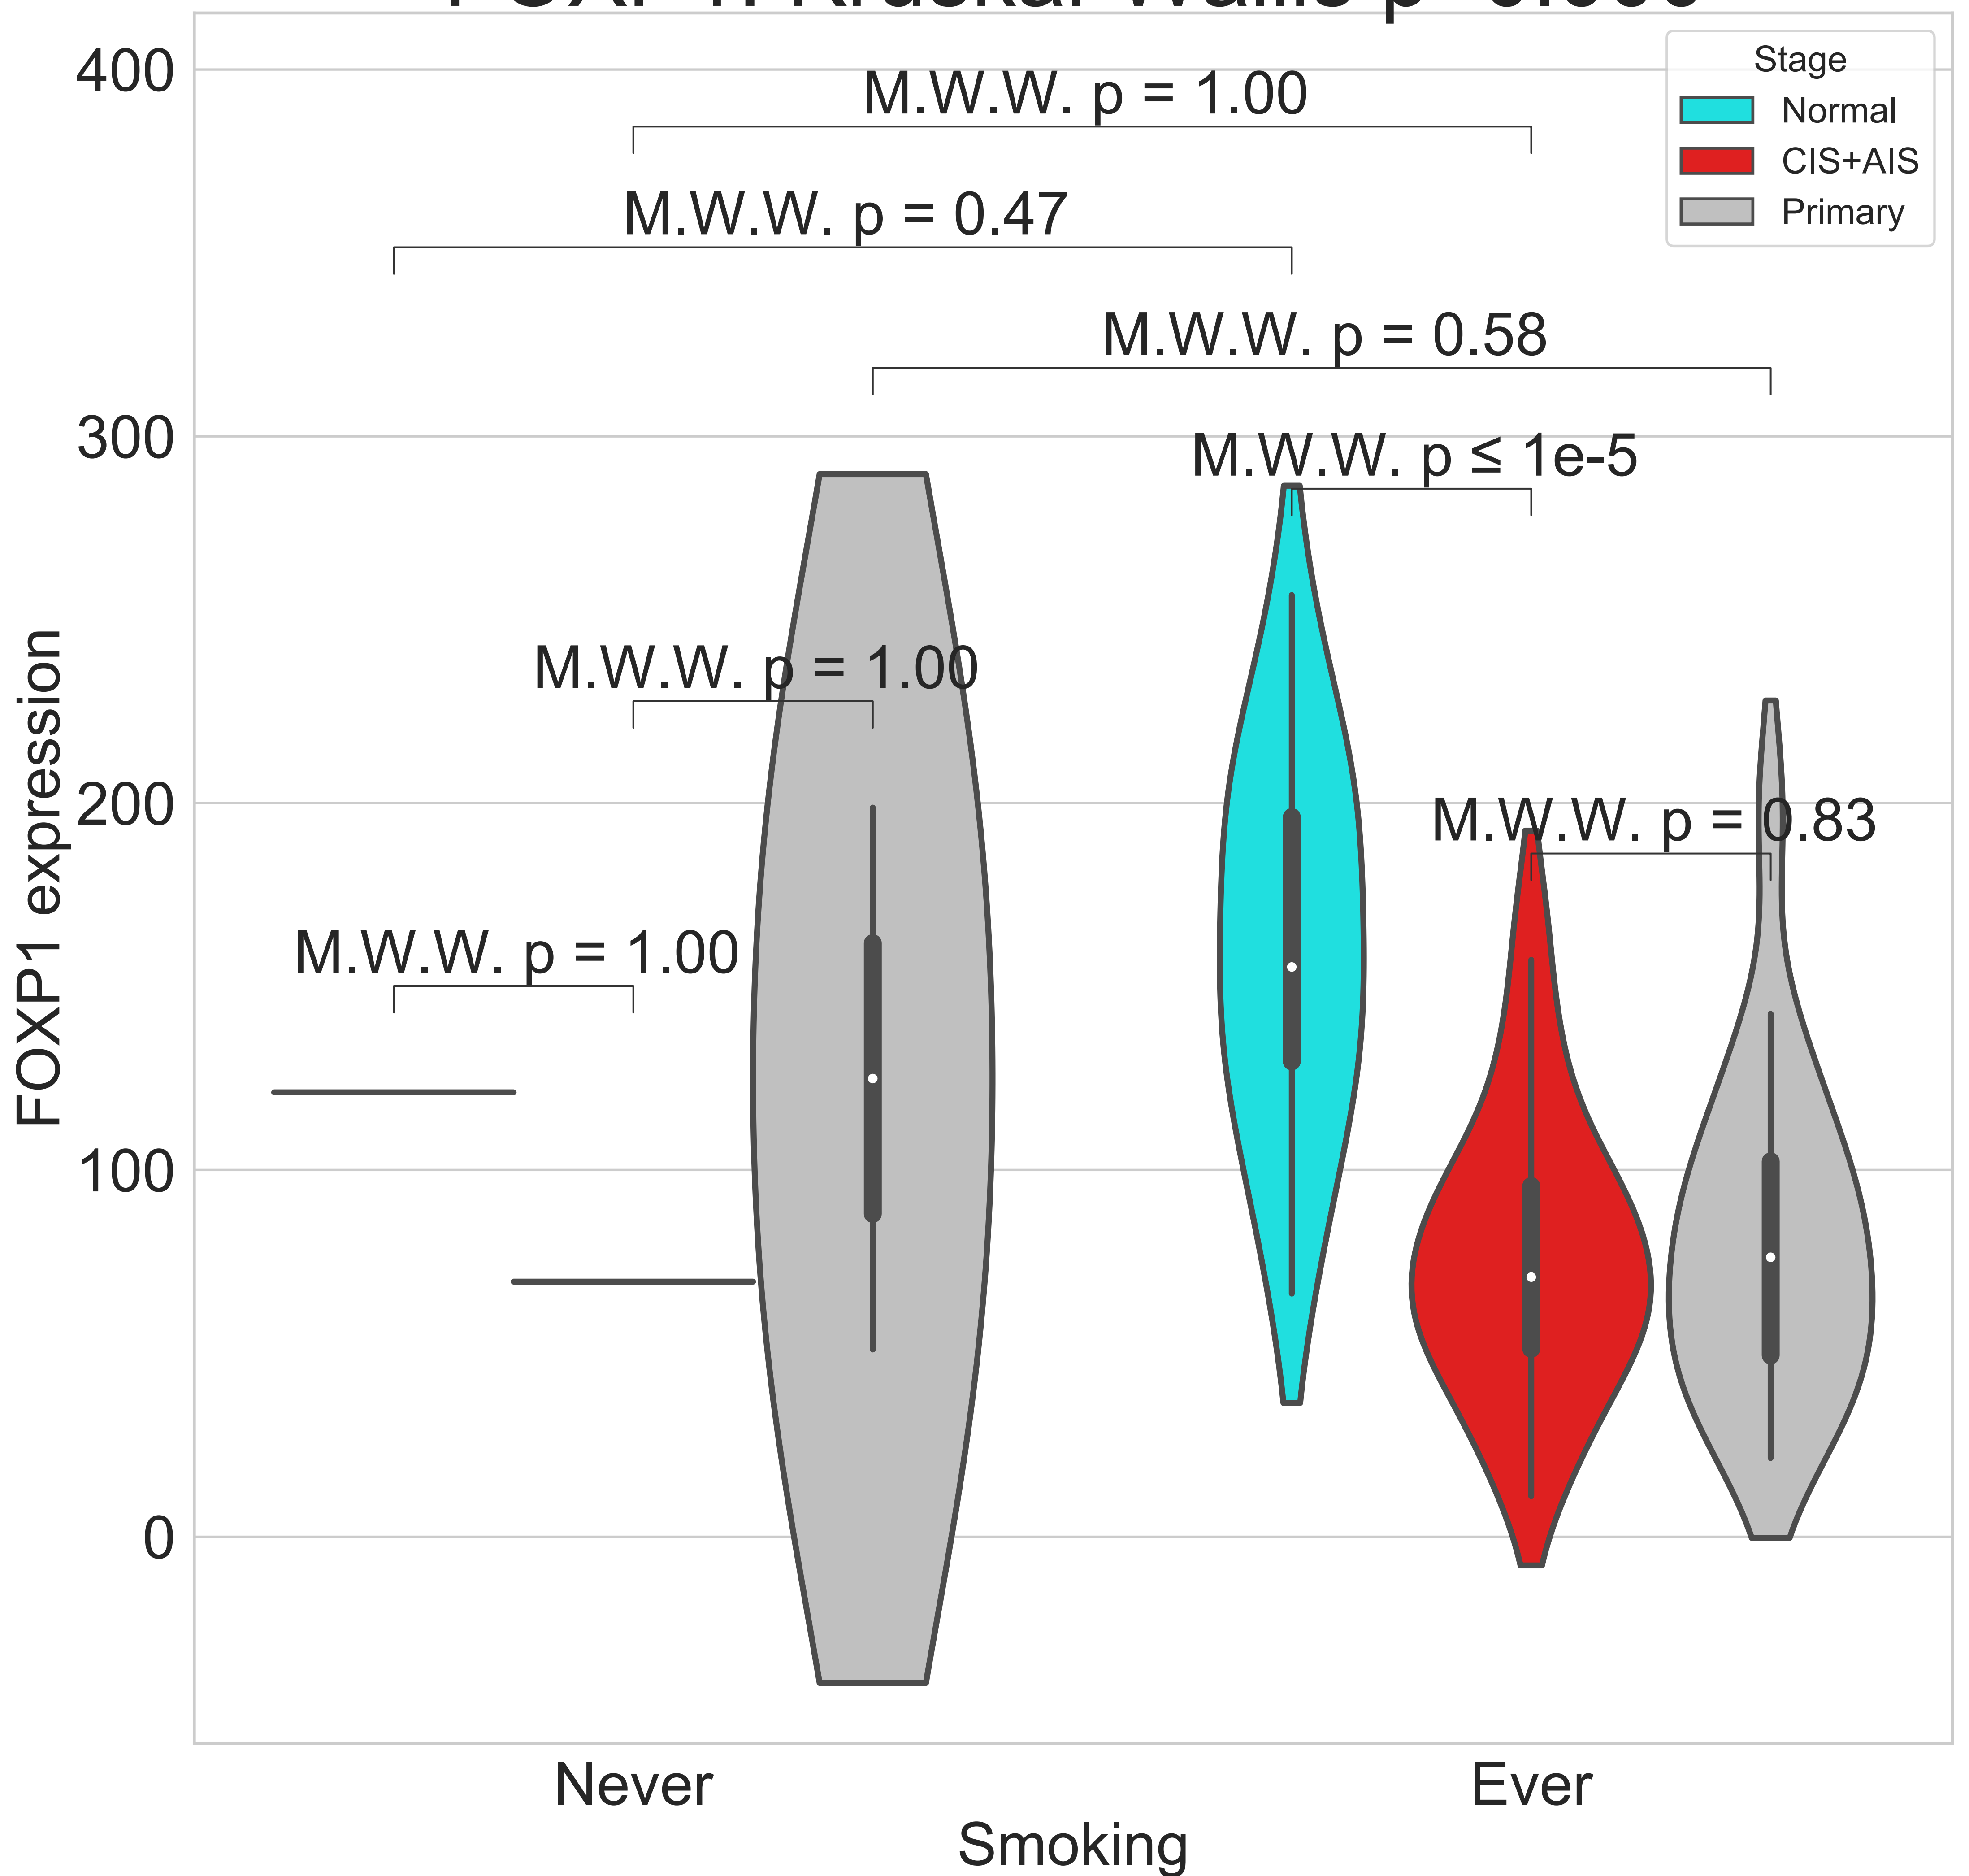 400
300
200
100
0
FOXP1 expression
M.W.W. p = 1.00
M.W.W. p = 0.47
M.W.W. p = 0.58
M.W.W. p ≤ 1e-5
M.W.W. p = 1.00
M.W.W. p = 0.83
M.W.W. p = 1.00
Stage
Normal
CIS+AIS
Primary
Never
Ever
Smoking